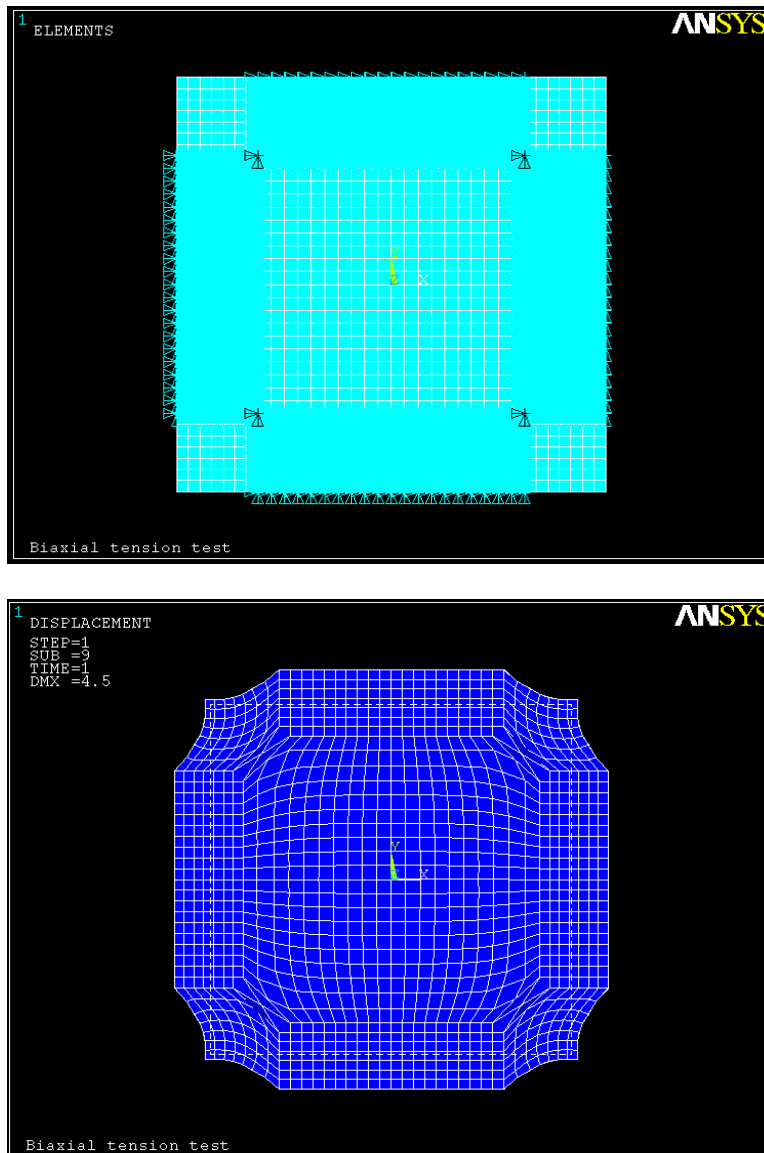 1
ELEMENTS
ANSYS
Y
Z X
Biaxial tension test
1
DISPLACEMENT
ANSYS
STEP=1
SUB =9
TIME=1
DMX =4.5
Y
X
Biaxial tension test